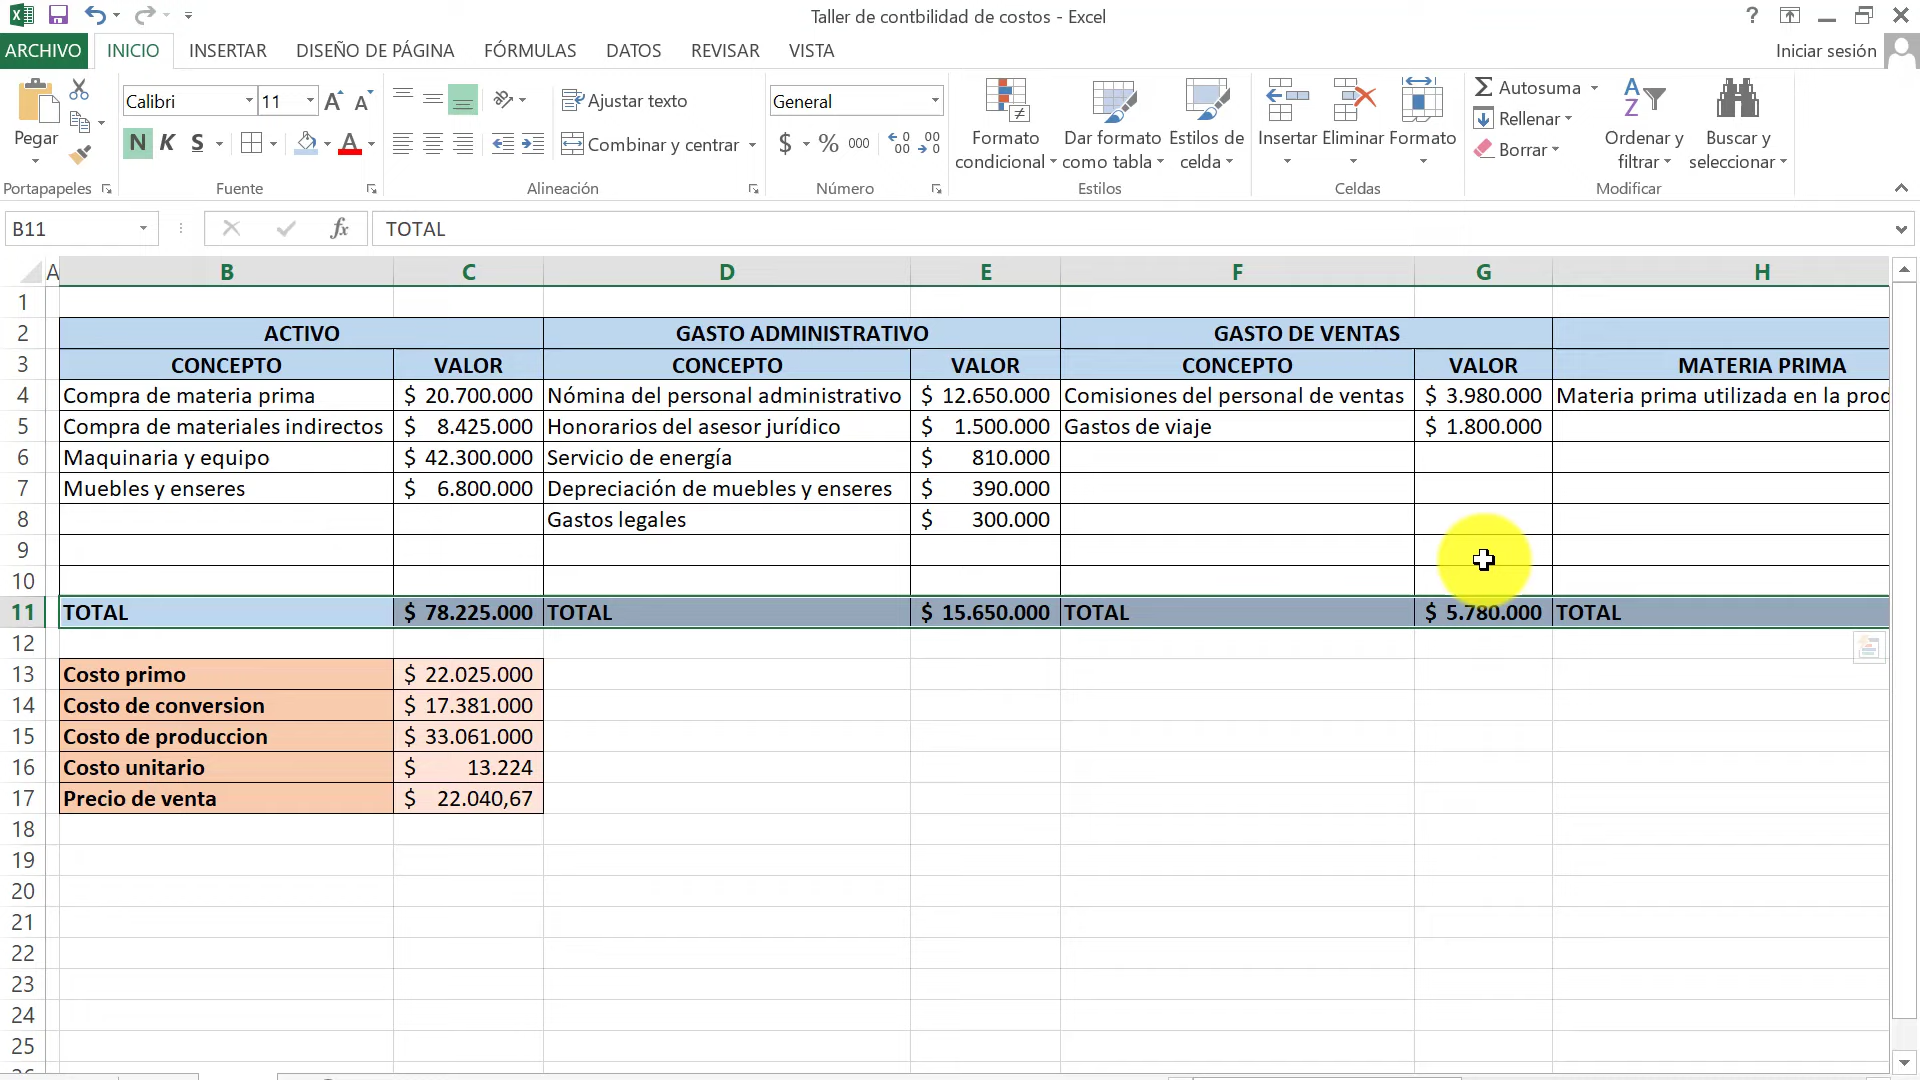 Taller de contbilidad de costos - Excel
ARCHIVO INICIO INSERTAR DISEÑO DE PÁGINA FÓRMULAS DATOS REVISAR VISTA Iniciar sesión
Calibri 11 Ajustar texto General Autosuma
Pegar N K S Combinar y centrar $ % 000 Formato condicional Dar formato como tabla Estilos de celda Insertar Eliminar Formato Rellenar Borrar Ordenar y filtrar Buscar y seleccionar
Portapapeles Fuente Alineación Número Estilos Celdas Modificar
B11 fx TOTAL
A B C D E F G H
1
2 ACTIVO GASTO ADMINISTRATIVO GASTO DE VENTAS
3 CONCEPTO VALOR CONCEPTO VALOR CONCEPTO VALOR MATERIA PRIMA
4 Compra de materia prima $ 20.700.000 Nómina del personal administrativo $ 12.650.000 Comisiones del personal de ventas $ 3.980.000 Materia prima utilizada en la prod
5 Compra de materiales indirectos $ 8.425.000 Honorarios del asesor jurídico $ 1.500.000 Gastos de viaje $ 1.800.000
6 Maquinaria y equipo $ 42.300.000 Servicio de energía $ 810.000
7 Muebles y enseres $ 6.800.000 Depreciación de muebles y enseres $ 390.000
8 Gastos legales $ 300.000
9
10
11 TOTAL $ 78.225.000 TOTAL $ 15.650.000 TOTAL $ 5.780.000 TOTAL
12
13 Costo primo $ 22.025.000
14 Costo de conversion $ 17.381.000
15 Costo de produccion $ 33.061.000
16 Costo unitario $ 13.224
17 Precio de venta $ 22.040,67
18
19
20
21
22
23
24
25